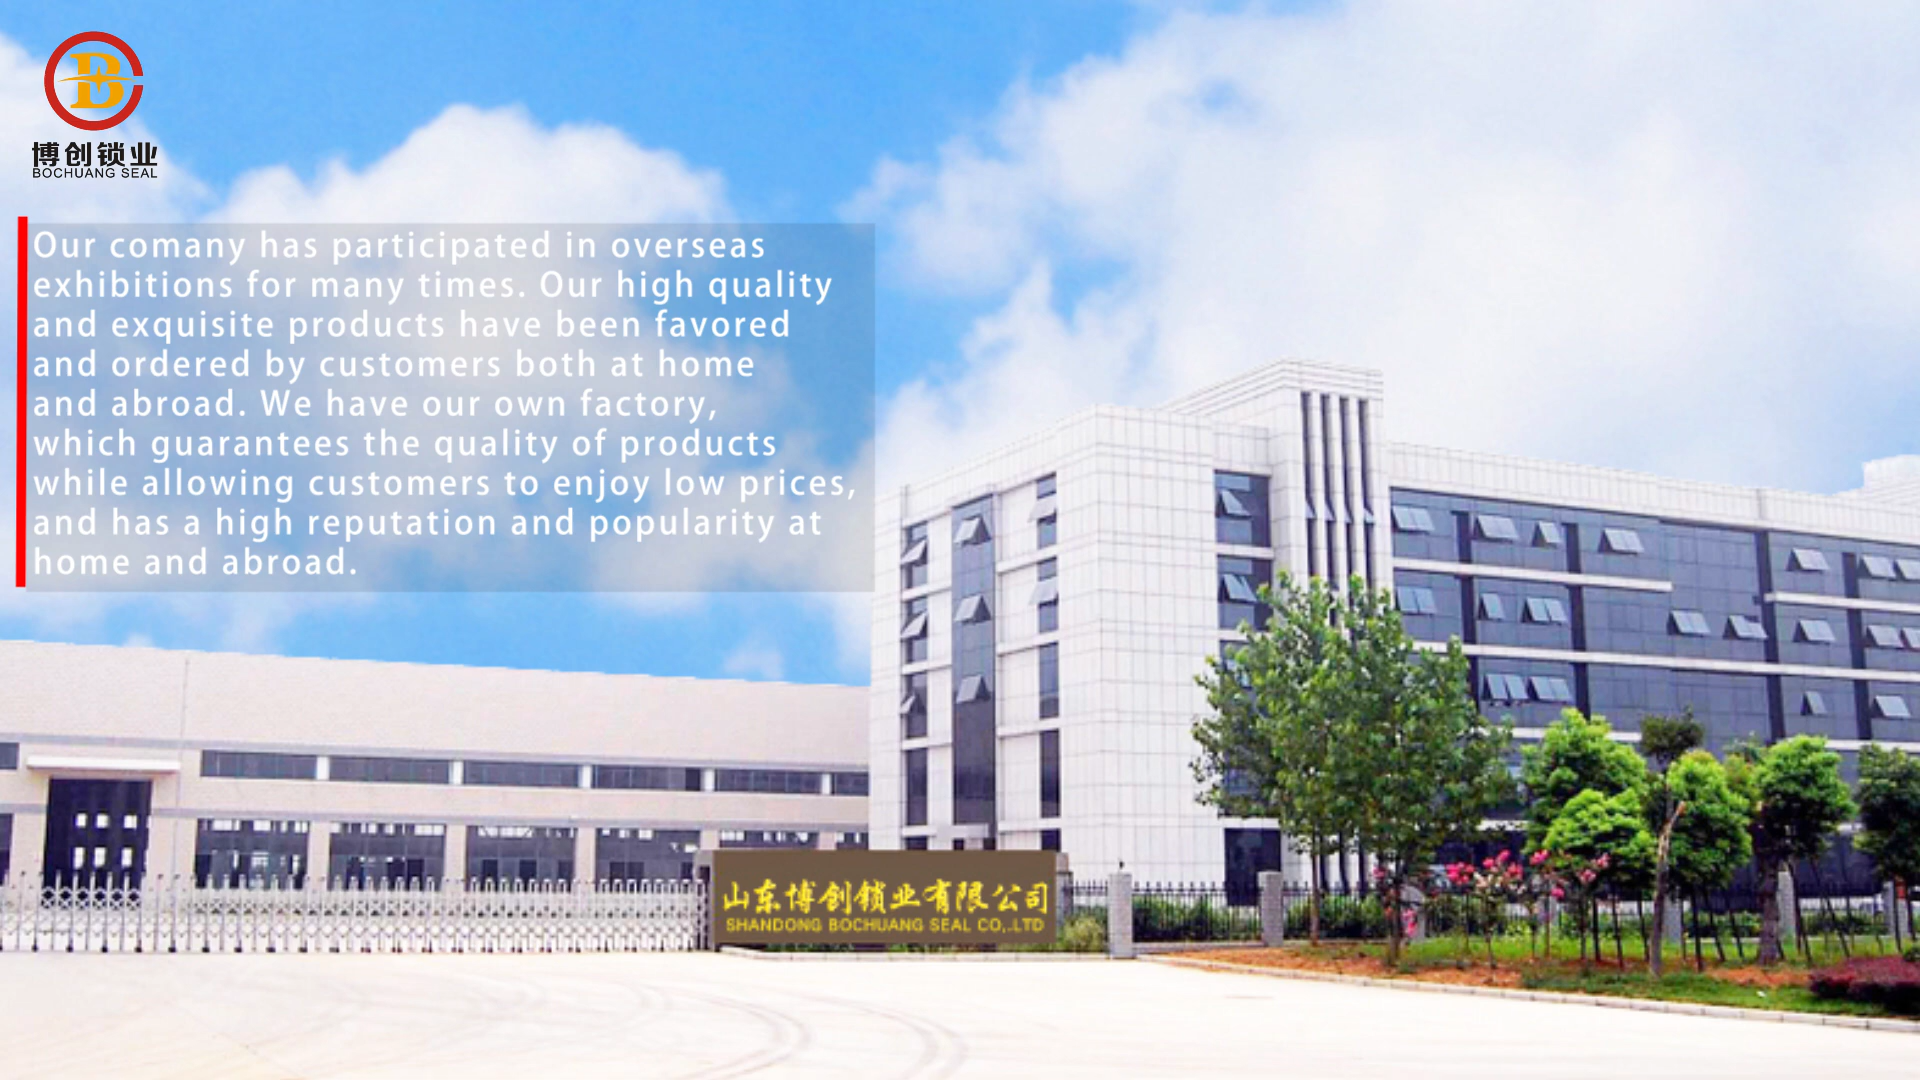 B
博创锁业
BOCHUANG SEAL
Our comany has participated in overseas
exhibitions for many times. Our high quality
and exquisite products have been favored
and ordered by customers both at home
and abroad. We have our own factory,
which guarantees the quality of products
while allowing customers to enjoy low prices,
and has a high reputation and popularity at
home and abroad.
山东博创锁业有限公司
SHANDONG BOCHUANG SEAL CO,.LTD